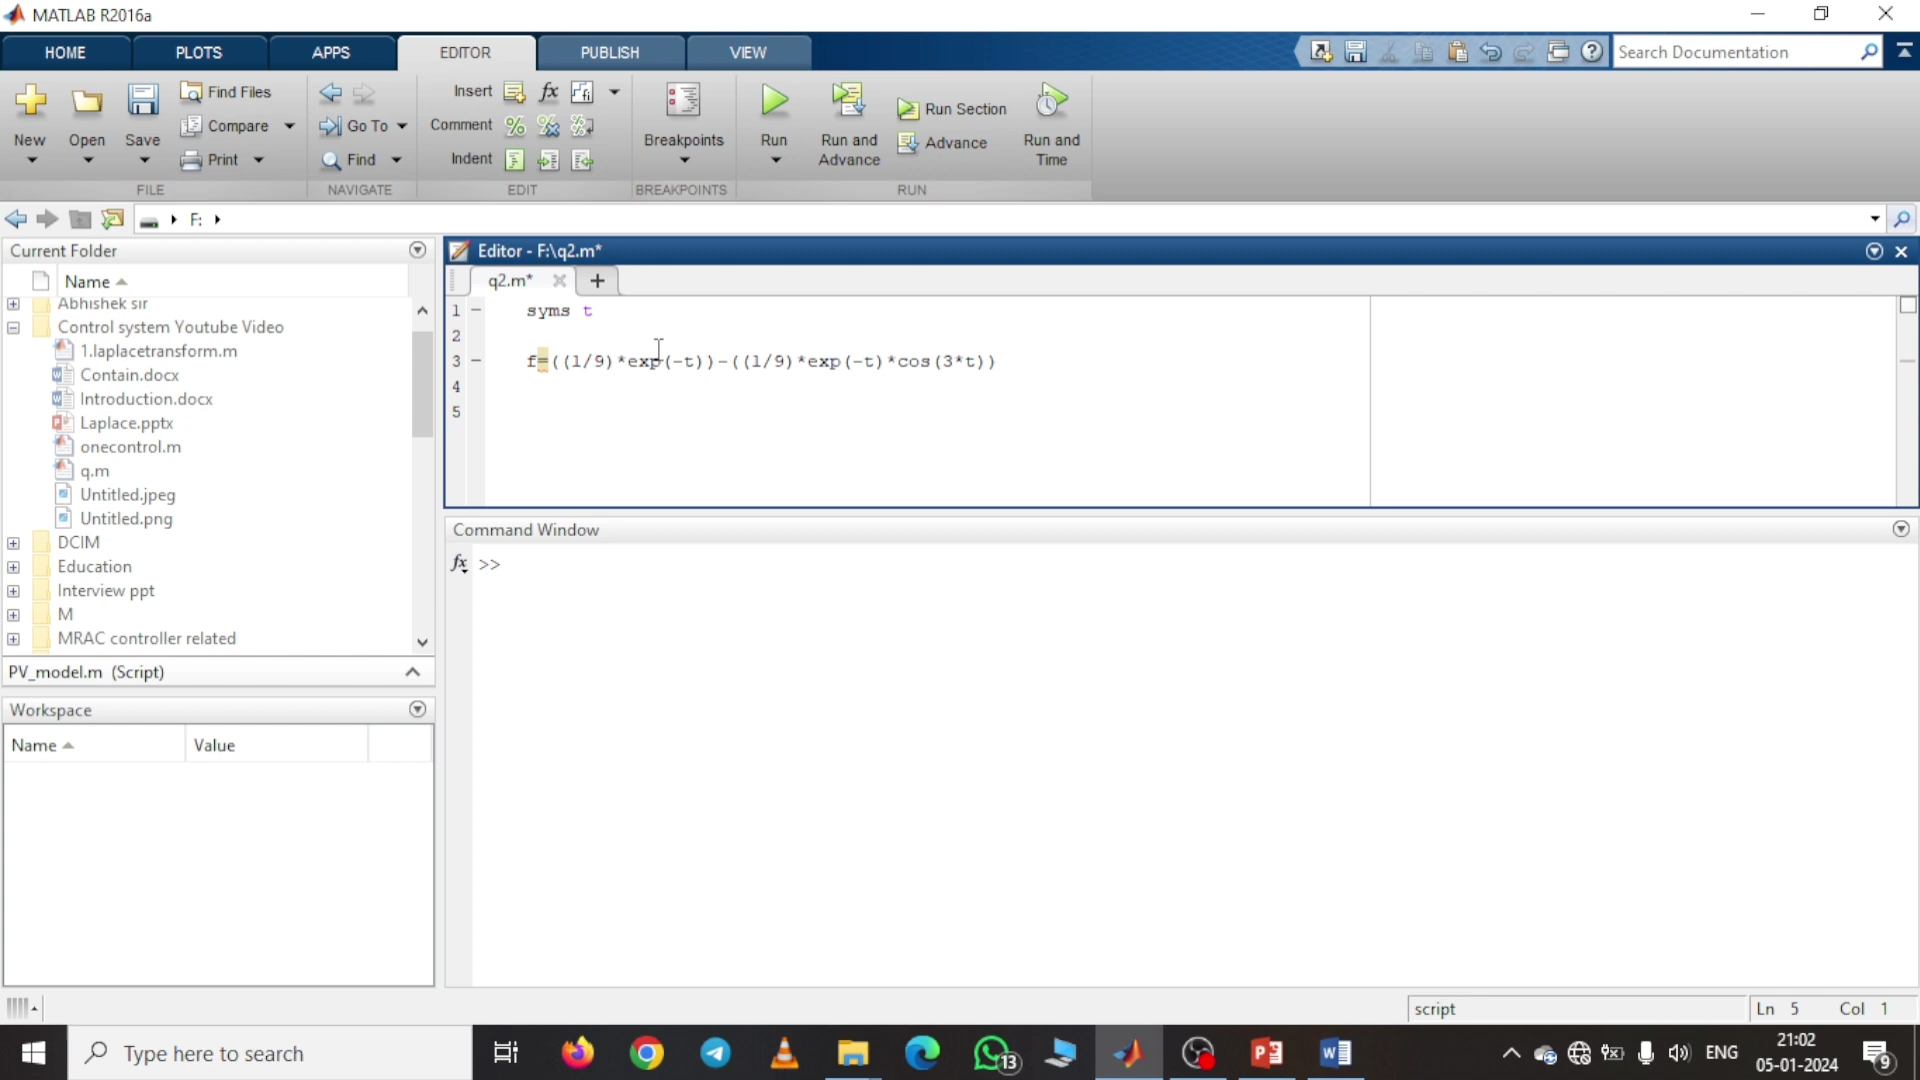 MATLAB R2016a
HOME PLOTS APPS EDITOR PUBLISH VIEW
Search Documentation
New Open Save
Find Files
Compare
Print
Go To
Find
Insert
Comment
Indent
Breakpoints
Run
Run and Advance
Run Section
Advance
Run and Time
FILE NAVIGATE EDIT BREAKPOINTS RUN
F:
Current Folder
Name
Abhishek sir
Control system Youtube Video
1.laplacetransform.m
Contain.docx
Introduction.docx
Laplace.pptx
onecontrol.m
q.m
Untitled.jpeg
Untitled.png
DCIM
Education
Interview ppt
M
MRAC controller related
PV_model.m (Script)
Workspace
Name Value
Editor - F:\q2.m*
q2.m*
1 syms t
2
3 f=((1/9)*exp(-t))-((1/9)*exp(-t)*cos(3*t))
4
5
Command Window
fx >>
script Ln 5 Col 1
Type here to search
13
ENG
21:02
05-01-2024
9